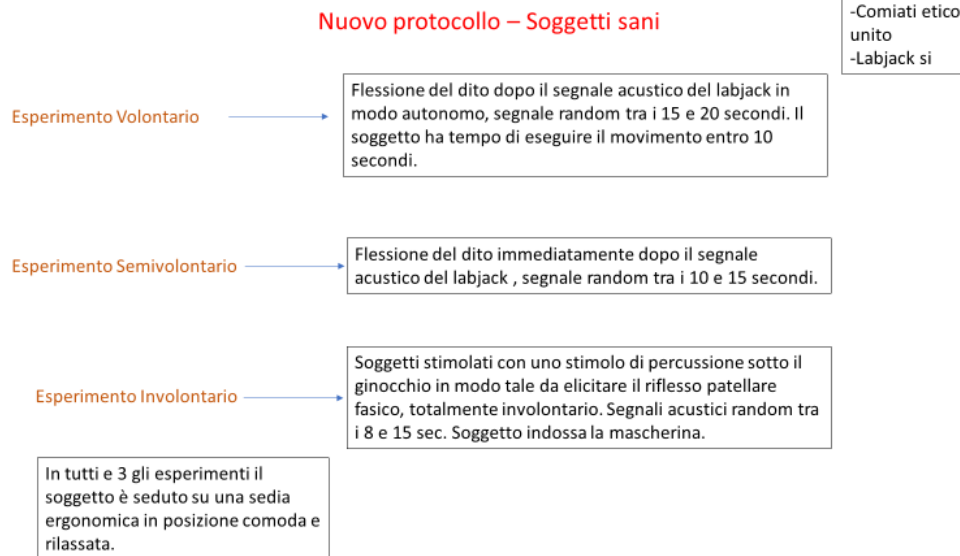 Nuovo protocollo – Soggetti sani
-Comiati etico
unito
-Labjack si
Esperimento Volontario
Flessione del dito dopo il segnale acustico del labjack in
modo autonomo, segnale random tra i 15 e 20 secondi. Il
soggetto ha tempo di eseguire il movimento entro 10
secondi.
Esperimento Semivolontario
Flessione del dito immediatamente dopo il segnale
acustico del labjack , segnale random tra i 10 e 15 secondi.
Esperimento Involontario
Soggetti stimolati con uno stimolo di percussione sotto il
ginocchio in modo tale da elicitare il riflesso patellare
fasico, totalmente involontario. Segnali acustici random tra
i 8 e 15 sec. Soggetto indossa la mascherina.
In tutti e 3 gli esperimenti il
soggetto è seduto su una sedia
ergonomica in posizione comoda e
rilassata.